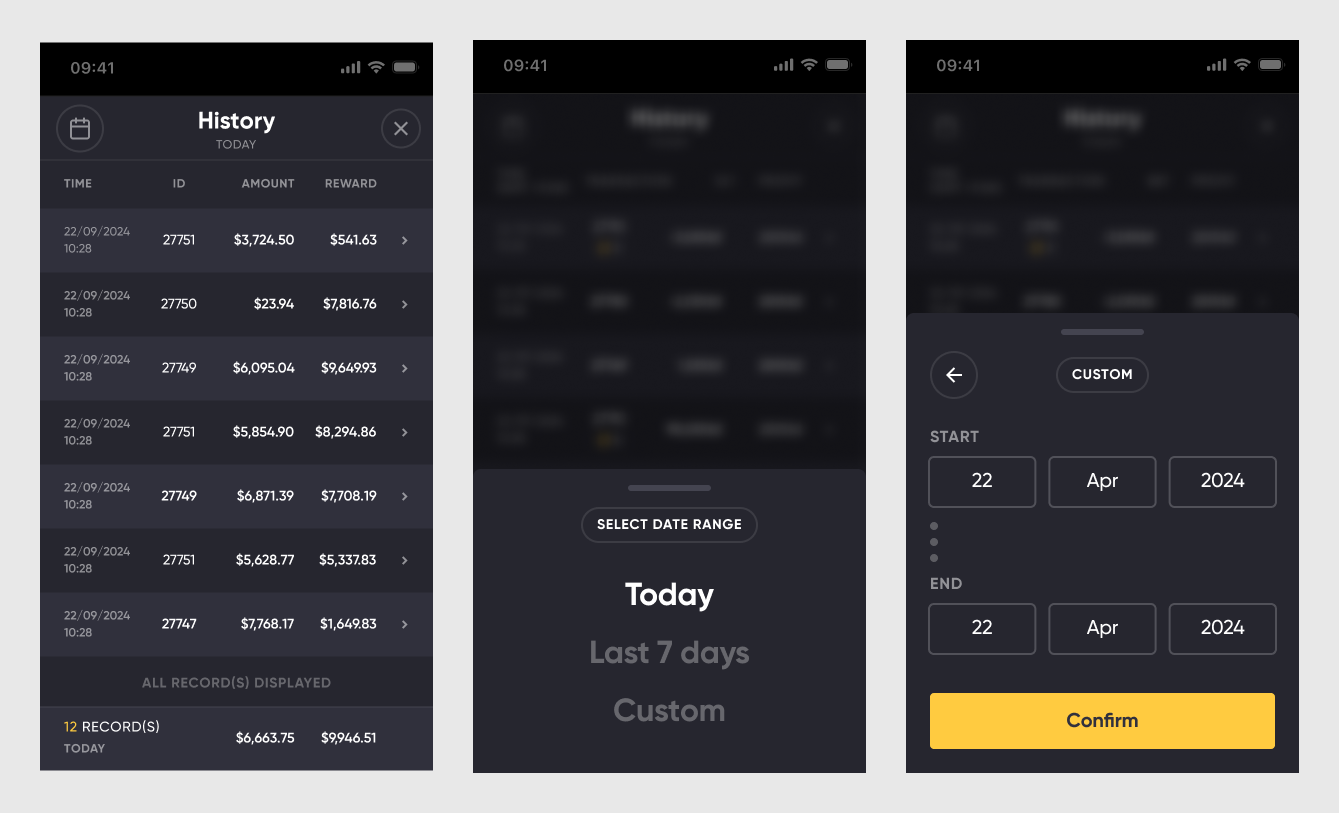 09:41
History
TODAY
TIME ID AMOUNT REWARD
22/09/2024
10:28
27751 $3,724.50 $541.63
22/09/2024
10:28
27750 $23.94 $7,816.76
22/09/2024
10:28
27749 $6,095.04 $9,649.93
22/09/2024
10:28
27751 $5,854.90 $8,294.86
22/09/2024
10:28
27749 $6,871.39 $7,708.19
22/09/2024
10:28
27751 $5,628.77 $5,337.83
22/09/2024
10:28
27747 $7,768.17 $1,649.83
ALL RECORD(S) DISPLAYED
12 RECORD(S)
TODAY
$6,663.75 $9,946.51
09:41
History
SELECT DATE RANGE
Today
Last 7 days
Custom
09:41
History
CUSTOM
START
22 Apr 2024
END
22 Apr 2024
Confirm